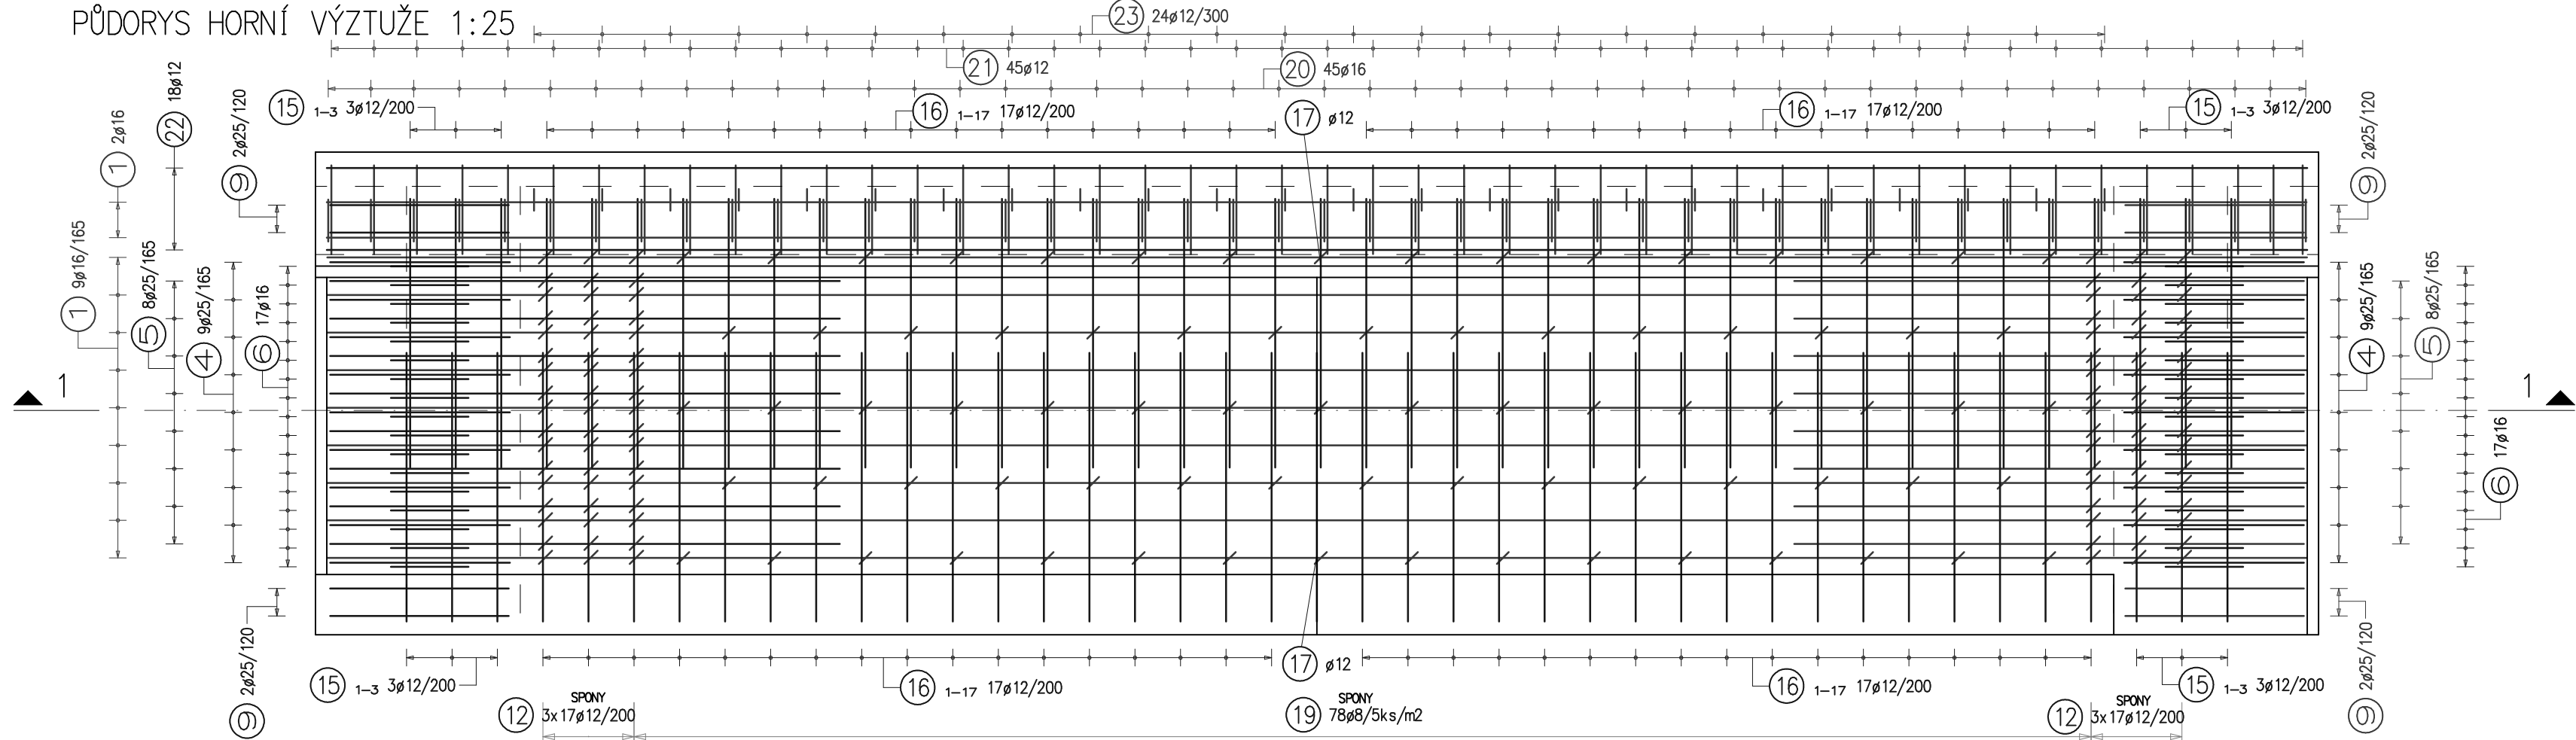 PŮDORYS HORNÍ VÝZTUŽE 1:25
23 24ø12/300
21 45ø12
20 45ø16
15 1-3 3ø12/200
16 1-17 17ø12/200
17 ø12
16 1-17 17ø12/200
15 1-3 3ø12/200
1 9ø16/165
1 2ø16
5 8ø25/165
22 18ø12
4 9ø25/165
9 2ø25/120
6 17ø16
9 2ø25/120
4 9ø25/165
5 8ø25/165
6 17ø16
1
1
9 2ø25/120
9 2ø25/120
15 1-3 3ø12/200
16 1-17 17ø12/200
17 ø12
16 1-17 17ø12/200
15 1-3 3ø12/200
SPONY
12 3x17ø12/200
SPONY
19 78ø8/5ks/m2
SPONY
12 3x17ø12/200